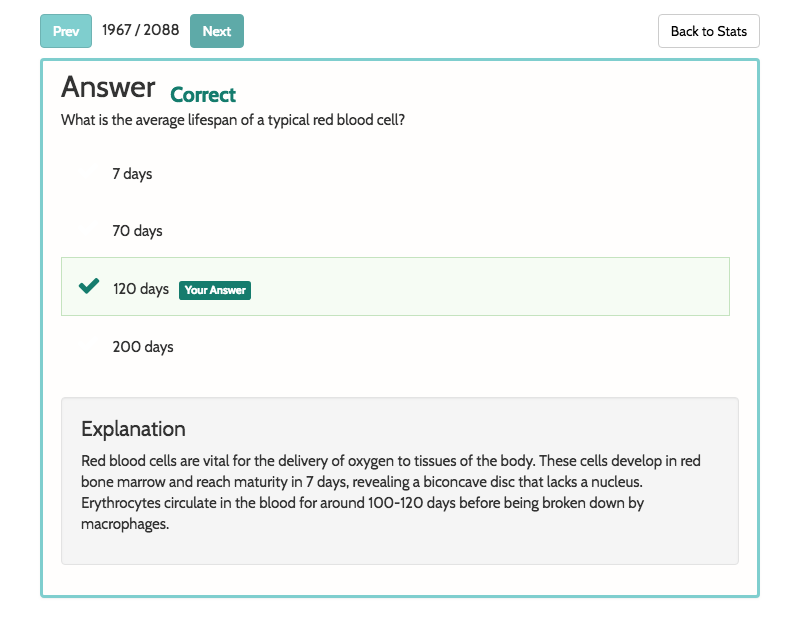 Prev 1967 / 2088 Next Back to Stats
Answer Correct
What is the average lifespan of a typical red blood cell?
7 days
70 days
120 days Your Answer
200 days
Explanation
Red blood cells are vital for the delivery of oxygen to tissues of the body. These cells develop in red
bone marrow and reach maturity in 7 days, revealing a biconcave disc that lacks a nucleus.
Erythrocytes circulate in the blood for around 100-120 days before being broken down by
macrophages.